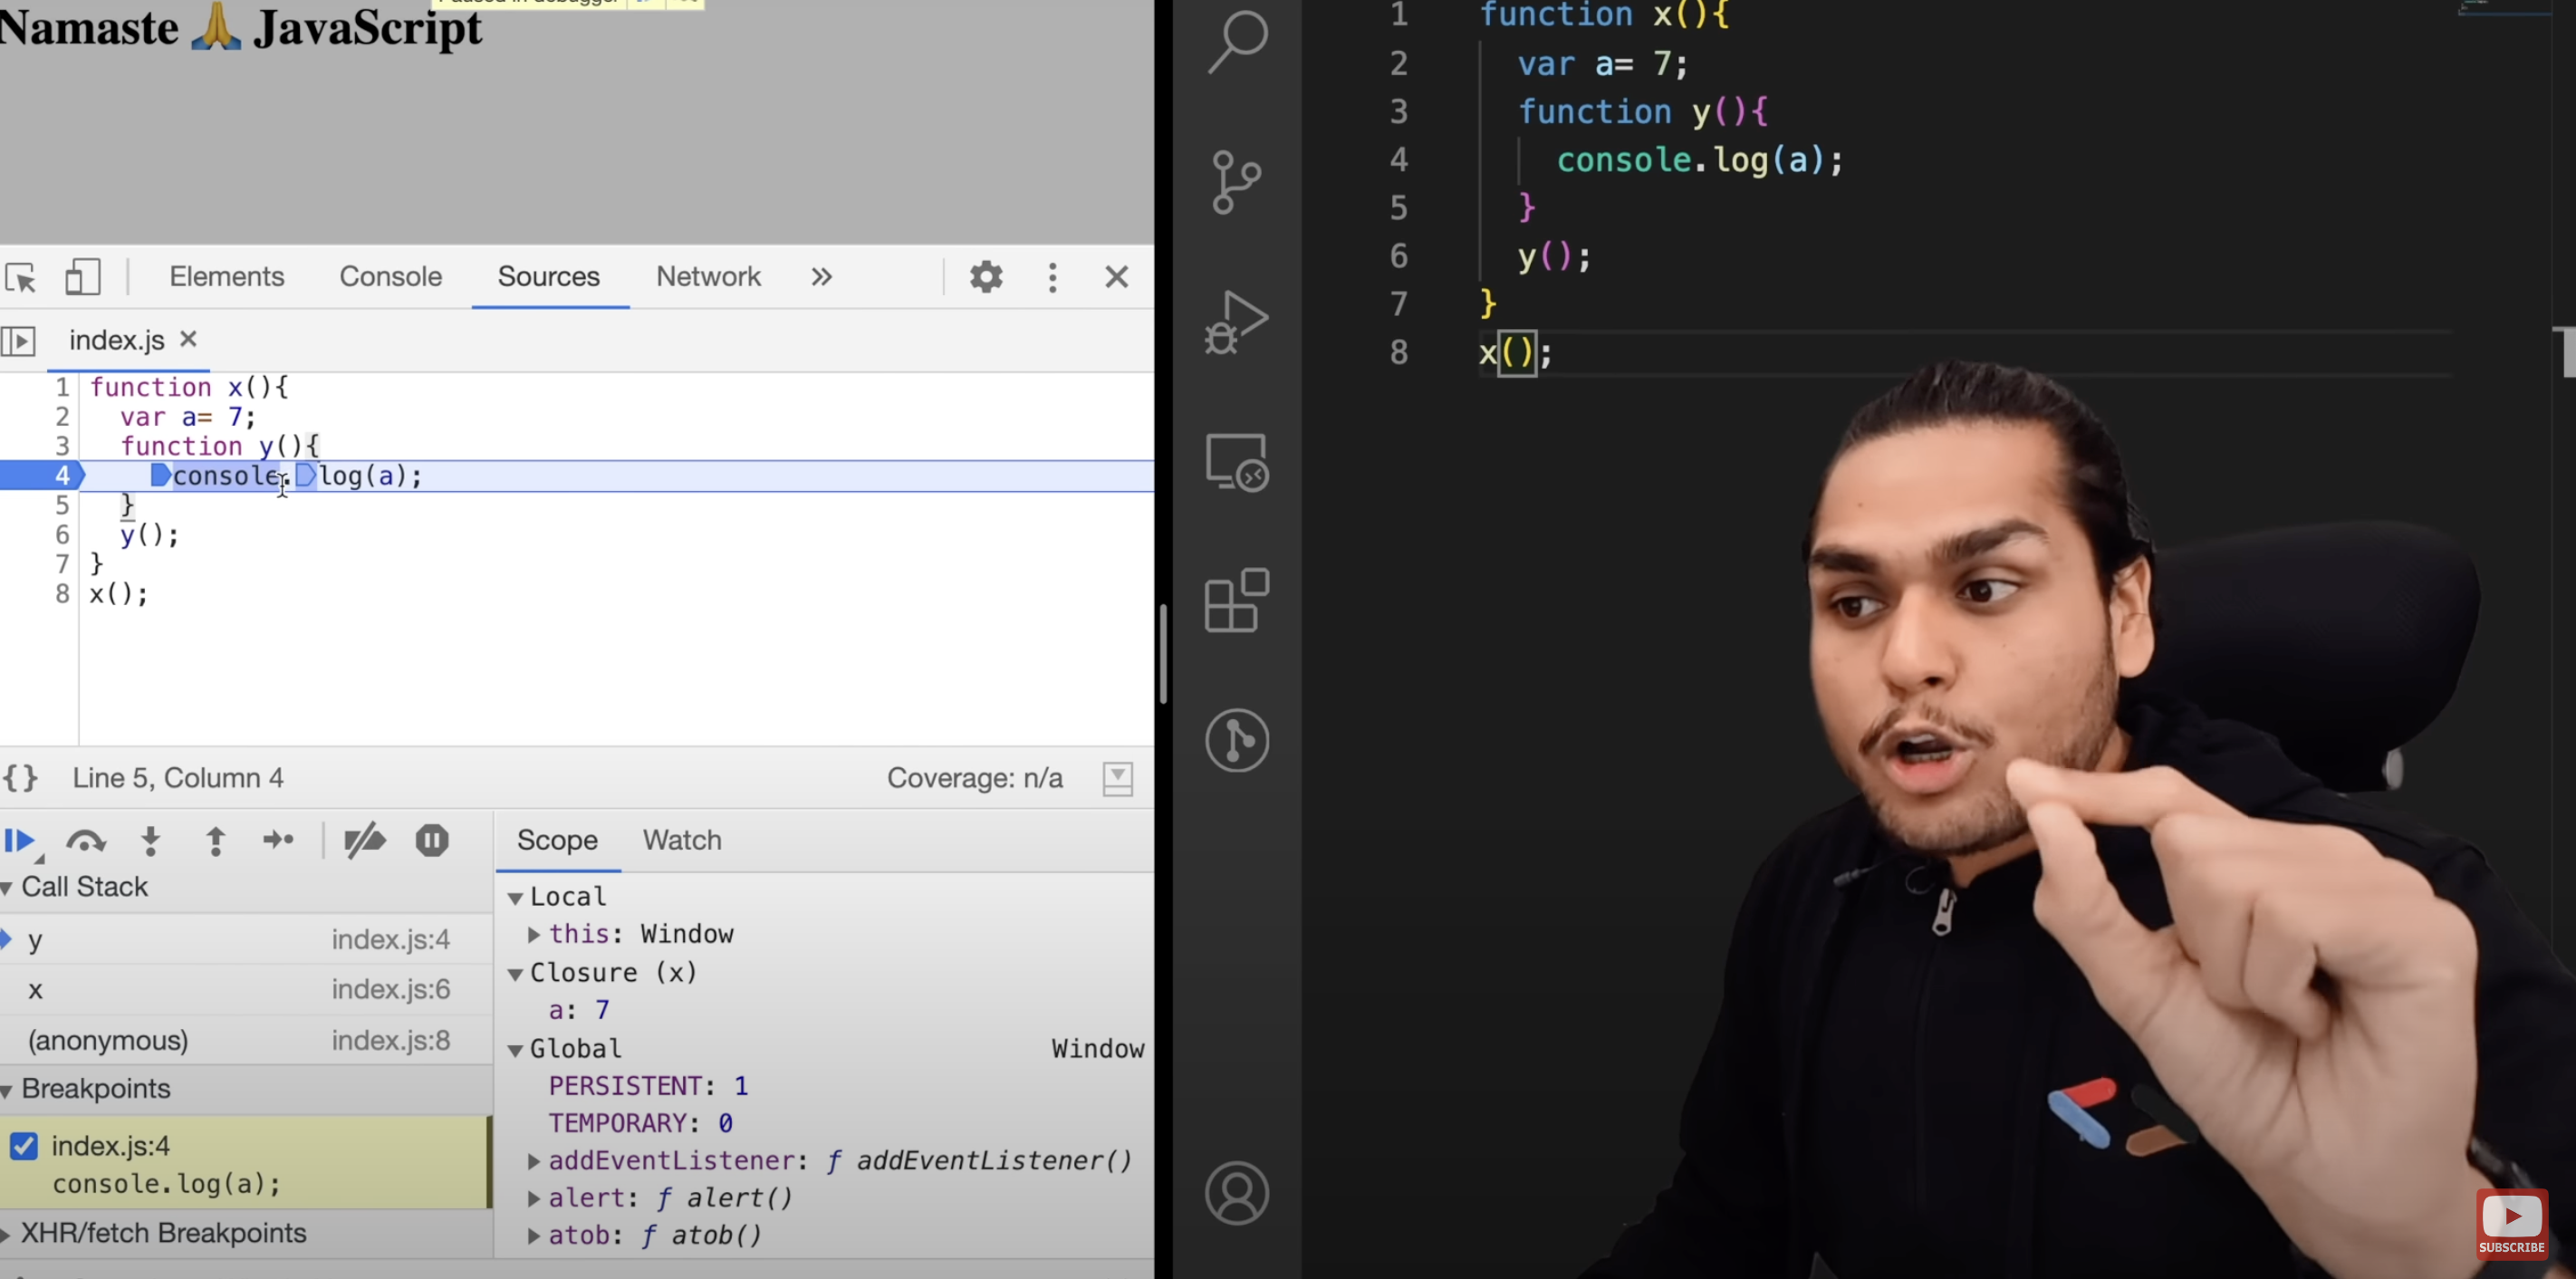 Paused in debugger
Namaste 🙏 JavaScript
Elements Console Sources Network »
index.js ×
1 function x(){
2 var a= 7;
3 function y(){
4 console.log(a);
5 }
6 y();
7 }
8 x();
{} Line 5, Column 4 Coverage: n/a
Call Stack
y index.js:4
x index.js:6
(anonymous) index.js:8
Breakpoints
index.js:4
console.log(a);
XHR/fetch Breakpoints
Scope Watch
Local
this: Window
Closure (x)
a: 7
Global Window
PERSISTENT: 1
TEMPORARY: 0
addEventListener: ƒ addEventListener()
alert: ƒ alert()
atob: ƒ atob()
1 function x(){
2 var a= 7;
3 function y(){
4 console.log(a);
5 }
6 y();
7 }
8 x();
SUBSCRIBE